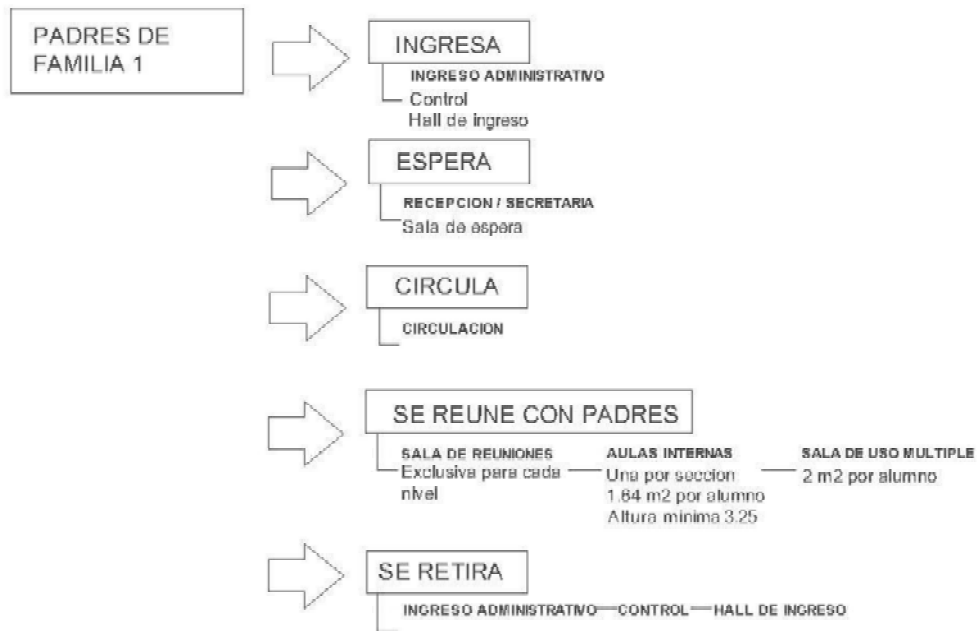 PADRES DE
FAMILIA 1
INGRESA
INGRESO ADMINISTRATIVO
Control
Hall de ingreso
ESPERA
RECEPCION / SECRETARIA
Sala de espera
CIRCULA
CIRCULACION
SE REUNE CON PADRES
SALA DE REUNIONES
Exclusiva para cada
nivel
AULAS INTERNAS
Una por seccion
1.64 m2 por alumno
Altura minima 3.25
SALA DE USO MULTIPLE
2 m2 por alumno
SE RETIRA
INGRESO ADMINISTRATIVO CONTROL HALL DE INGRESO